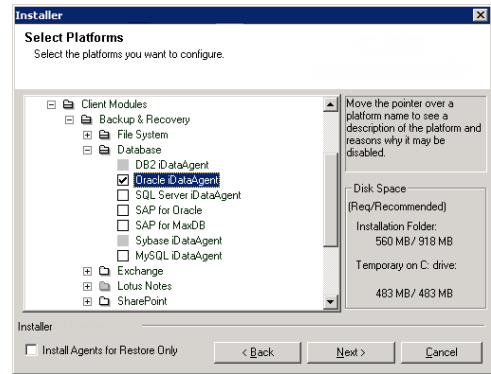 Installer
Select Platforms
Select the platforms you want to configure.
Client Modules
Backup & Recovery
File System
Database
DB2 iDataAgent
Oracle iDataAgent
SQL Server iDataAgent
SAP for Oracle
SAP for MaxDB
Sybase iDataAgent
MySQL iDataAgent
Exchange
Lotus Notes
SharePoint
Move the pointer over a
platform name to see a
description of the platform and
reasons why it may be
disabled.
Disk Space
(Req/Recommended)
Installation Folder:
560 MB/ 918 MB
Temporary on C: drive:
483 MB/ 483 MB
Installer
Install Agents for Restore Only
< Back
Next >
Cancel